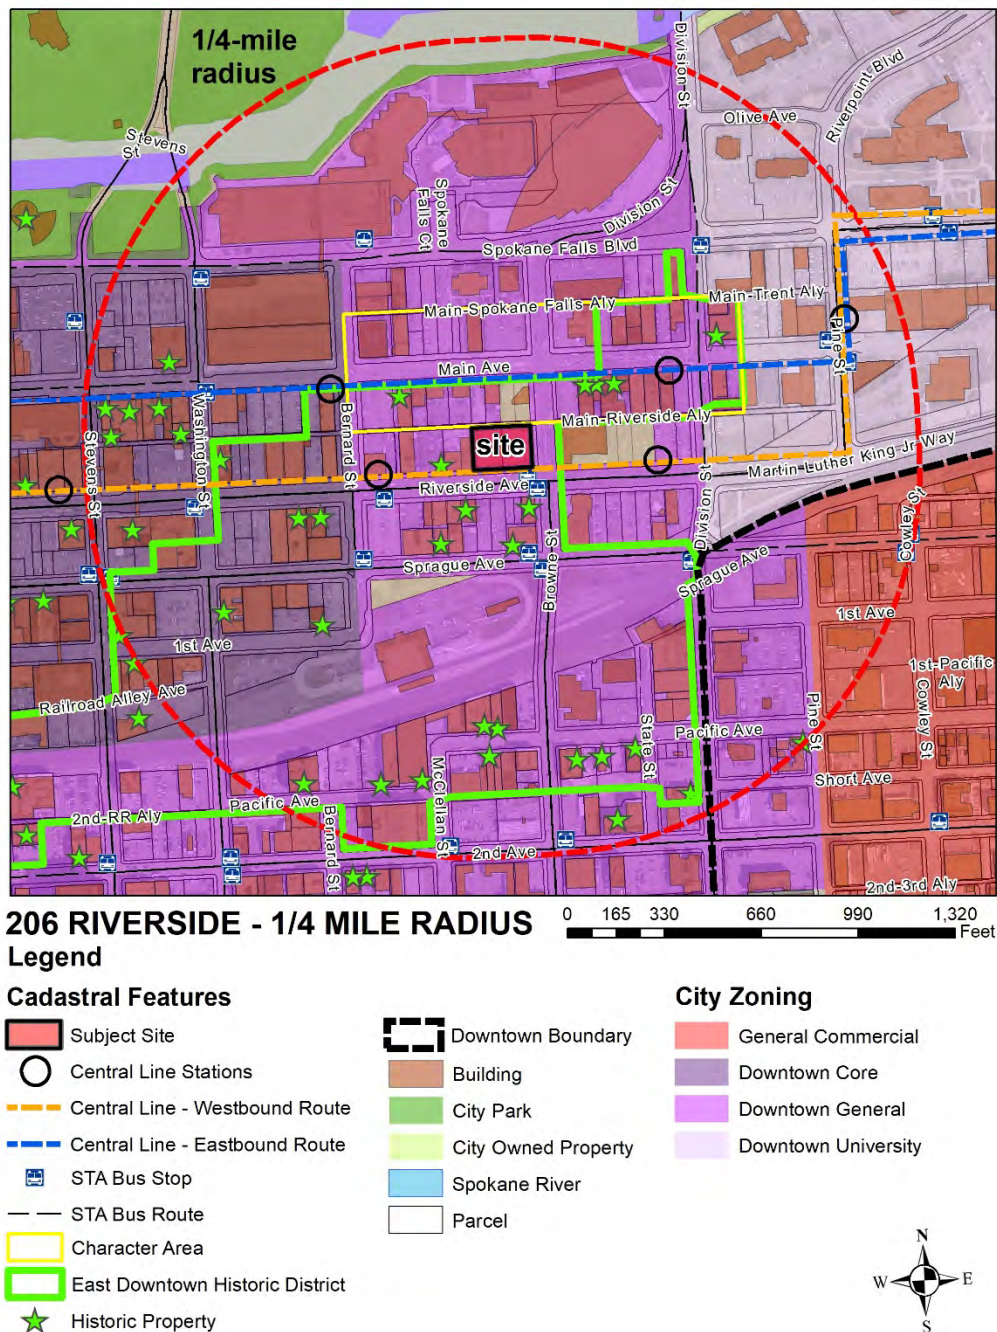 1/4-mile
radius
Stevens
St
Division St
Olive Ave
Riverpoint Blvd
Spokane
Falls Ct
Division St
Spokane Falls Blvd
Main-Spokane Falls Aly
Main-Trent Aly
Pine St
Main Ave
Bernard St
Main-Riverside Aly
Washington St
Stevens St
site
Martin Luther King Jr Way
Riverside Ave
Division St
Cowley St
Browne St
Sprague Ave
Sprague Ave
1st Ave
1st Ave
1st-Pacific
Aly
Railroad Alley Ave
Cowley St
Pine St
State St
Pacific Ave
McClellan St
Short Ave
Pacific Ave
2nd-RR Aly
Bernard St
2nd Ave
2nd-3rd Aly
206 RIVERSIDE - 1/4 MILE RADIUS
0 165 330 660 990 1,320
Feet
Legend
Cadastral Features
Subject Site
Central Line Stations
Central Line - Westbound Route
Central Line - Eastbound Route
STA Bus Stop
STA Bus Route
Character Area
East Downtown Historic District
Historic Property
Downtown Boundary
Building
City Park
City Owned Property
Spokane River
Parcel
City Zoning
General Commercial
Downtown Core
Downtown General
Downtown University
N
W E
S